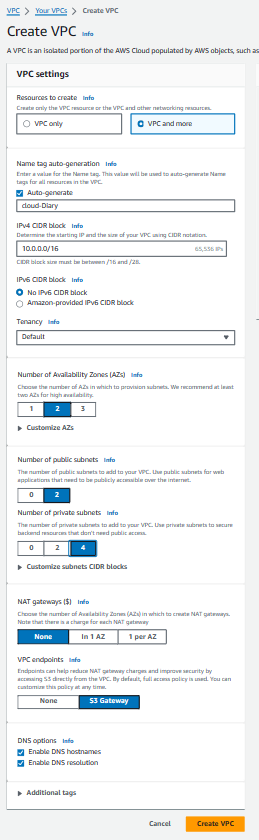 VPC > Your VPCs > Create VPC
Create VPC Info
A VPC is an isolated portion of the AWS Cloud populated by AWS objects, such as
VPC settings
Resources to create Info
Create only the VPC resource or the VPC and other networking resources.
VPC only
VPC and more
Name tag auto-generation Info
Enter a value for the Name tag. This value will be used to auto-generate Name
tags for all resources in the VPC.
Auto-generate
cloud-Diary
IPv4 CIDR block Info
Determine the starting IP and the size of your VPC using CIDR notation.
10.0.0.0/16 65,536 IPs
CIDR block size must be between /16 and /28.
IPv6 CIDR block Info
No IPv6 CIDR block
Amazon-provided IPv6 CIDR block
Tenancy Info
Default
Number of Availability Zones (AZs) Info
Choose the number of AZs in which to provision subnets. We recommend at least
two AZs for high availability.
1 2 3
Customize AZs
Number of public subnets Info
The number of public subnets to add to your VPC. Use public subnets for web
applications that need to be publicly accessible over the internet.
0 2
Number of private subnets Info
The number of private subnets to add to your VPC. Use private subnets to secure
backend resources that don't need public access.
0 2 4
Customize subnets CIDR blocks
NAT gateways ($) Info
Choose the number of Availability Zones (AZs) in which to create NAT gateways.
Note that there is a charge for each NAT gateway
None In 1 AZ 1 per AZ
VPC endpoints Info
Endpoints can help reduce NAT gateway charges and improve security by
accessing S3 directly from the VPC. By default, full access policy is used. You can
customize this policy at any time.
None S3 Gateway
DNS options Info
Enable DNS hostnames
Enable DNS resolution
Additional tags
Cancel Create VPC